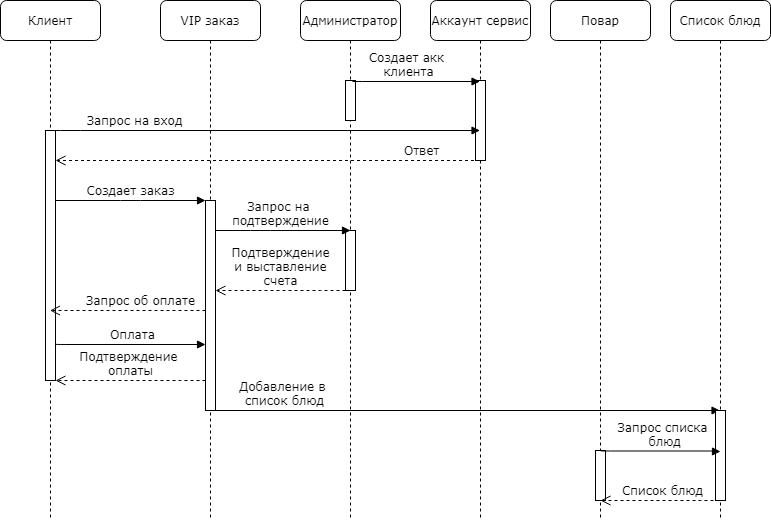 Клиент
VIP заказ
Администратор
Аккаунт сервис
Повар
Список блюд
Создает акк
клиента
Запрос на вход
Ответ
Создает заказ
Запрос на
подтверждение
Подтверждение
и выставление
счета
Запрос об оплате
Оплата
Подтверждение
оплаты
Добавление в
список блюд
Запрос списка
блюд
Список блюд